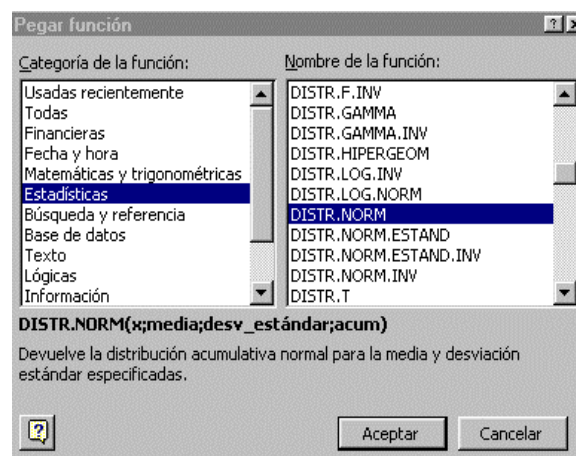 Pegar función
Categoría de la función:
Usadas recientemente
Todas
Financieras
Fecha y hora
Matemáticas y trigonométricas
Estadísticas
Búsqueda y referencia
Base de datos
Texto
Lógicas
Información
Nombre de la función:
DISTR.F.INV
DISTR.GAMMA
DISTR.GAMMA.INV
DISTR.HIPERGEOM
DISTR.LOG.INV
DISTR.LOG.NORM
DISTR.NORM
DISTR.NORM.ESTAND
DISTR.NORM.ESTAND.INV
DISTR.NORM.INV
DISTR.T
DISTR.NORM(x;media;desv_estándar;acum)
Devuelve la distribución acumulativa normal para la media y desviación
estándar especificadas.
Aceptar
Cancelar